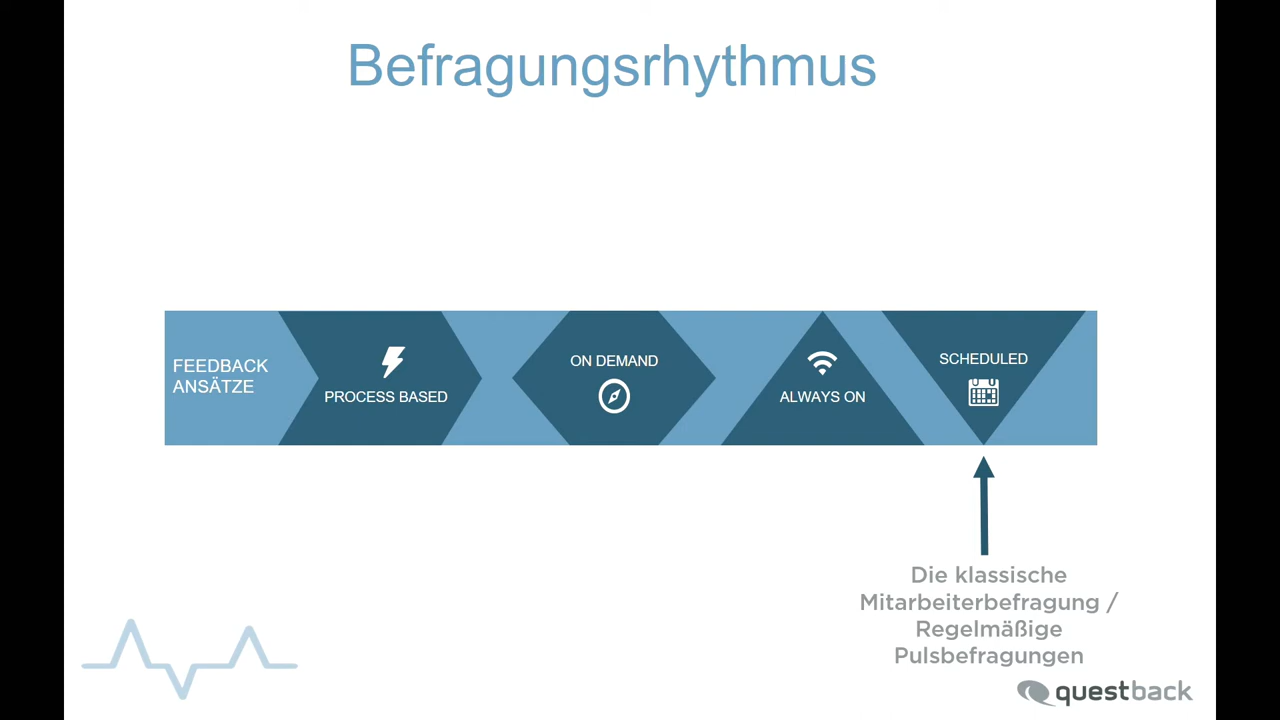 Befragungsrhythmus
FEEDBACK
ANSÄTZE
PROCESS BASED
ON DEMAND
ALWAYS ON
SCHEDULED
Die klassische
Mitarbeiterbefragung /
Regelmäßige
Pulsbefragungen
questback